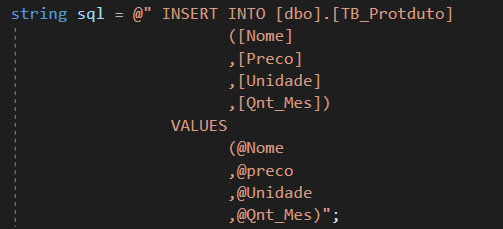 string sql = @" INSERT INTO [dbo].[TB_Protduto]
([Nome]
,[Preco]
,[Unidade]
,[Qnt_Mes])
VALUES
(@Nome
,@preco
,@Unidade
,@Qnt_Mes)";